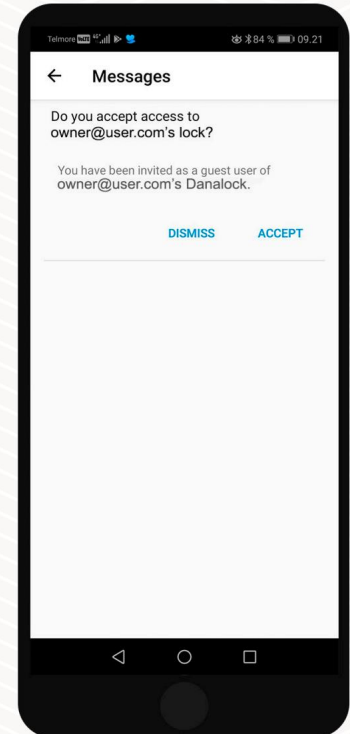 Telmore 84 % 09.21
Messages
Do you accept access to
owner@user.com's lock?
You have been invited as a guest user of
owner@user.com's Danalock.
DISMISS ACCEPT